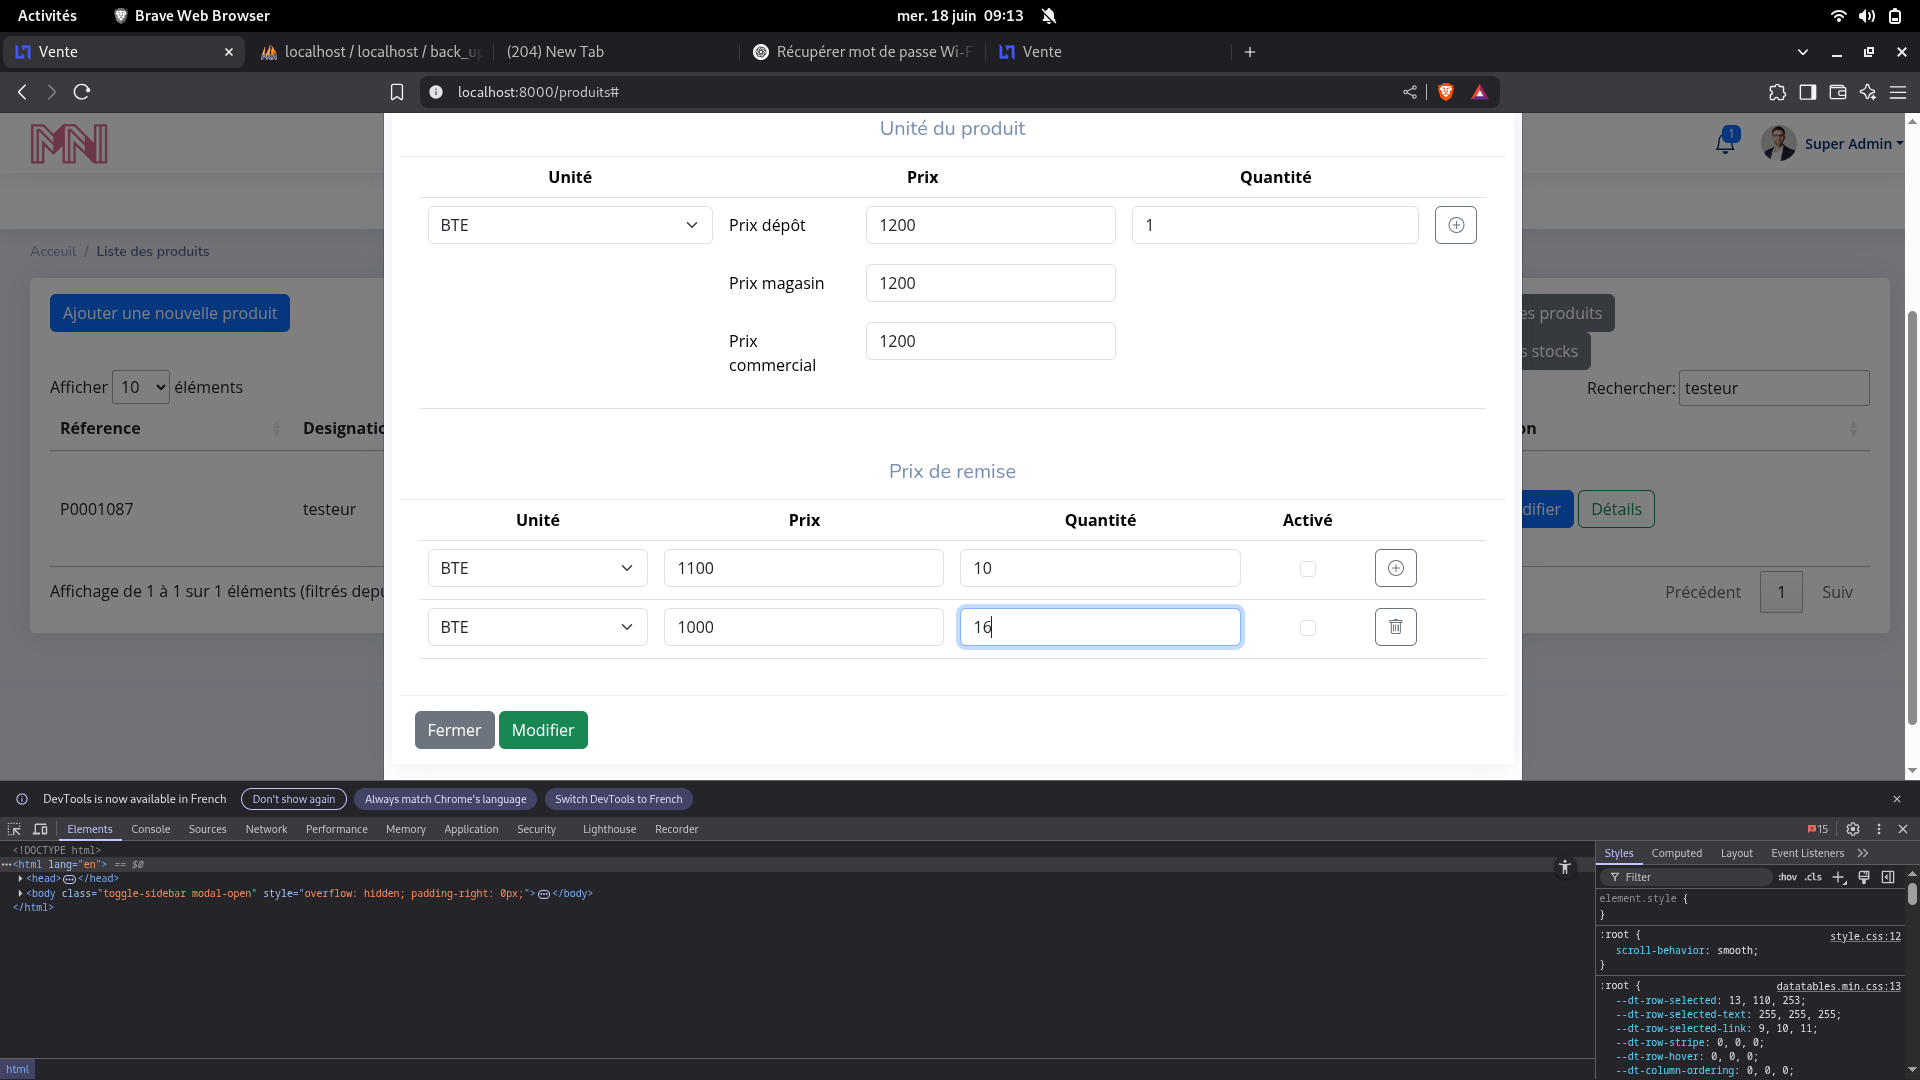 Activités Brave Web Browser mer. 18 juin 09:13
Vente localhost / localhost / back_up (204) New Tab Récupérer mot de passe Wi-F Vente
localhost:8000/produits#
MNI
1 Super Admin
Unité du produit
Unité Prix Quantité
BTE Prix dépôt 1200 1
Prix magasin 1200
Prix
commercial 1200
Acceuil / Liste des produits
Ajouter une nouvelle produit es produits
s stocks
Afficher 10 éléments Rechercher: testeur
Réference Designatio on
P0001087 testeur difier Détails
Affichage de 1 à 1 sur 1 éléments (filtrés depu Précédent 1 Suiv
Prix de remise
Unité Prix Quantité Activé
BTE 1100 10
BTE 1000 16
Fermer Modifier
DevTools is now available in French Don't show again Always match Chrome's language Switch DevTools to French
Elements Console Sources Network Performance Memory Application Security Lighthouse Recorder 15
<!DOCTYPE html>
<html lang="en"> == $0
<head>…</head>
<body class="toggle-sidebar modal-open" style="overflow: hidden; padding-right: 0px;">…</body>
</html>
html
Styles Computed Layout Event Listeners
Filter :hov .cls
element.style {
}
:root { style.css:12
scroll-behavior: smooth;
}
:root { datatables.min.css:13
--dt-row-selected: 13, 110, 253;
--dt-row-selected-text: 255, 255, 255;
--dt-row-selected-link: 9, 10, 11;
--dt-row-stripe: 0, 0, 0;
--dt-row-hover: 0, 0, 0;
--dt-column-ordering: 0, 0, 0;